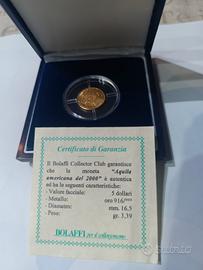 Certificato di Garanzia
Il Bolaffi Collector Club garantisce
che la moneta "Aquila
americana del 2000" è autentica
ed ha le seguenti caratteristiche:
- Valore facciale: 5 dollari
- Metallo: oro 916/°°°
- Diametro: mm. 16,5
- Peso: gr. 3,39
BOLAFFI per il collezionismo
subito